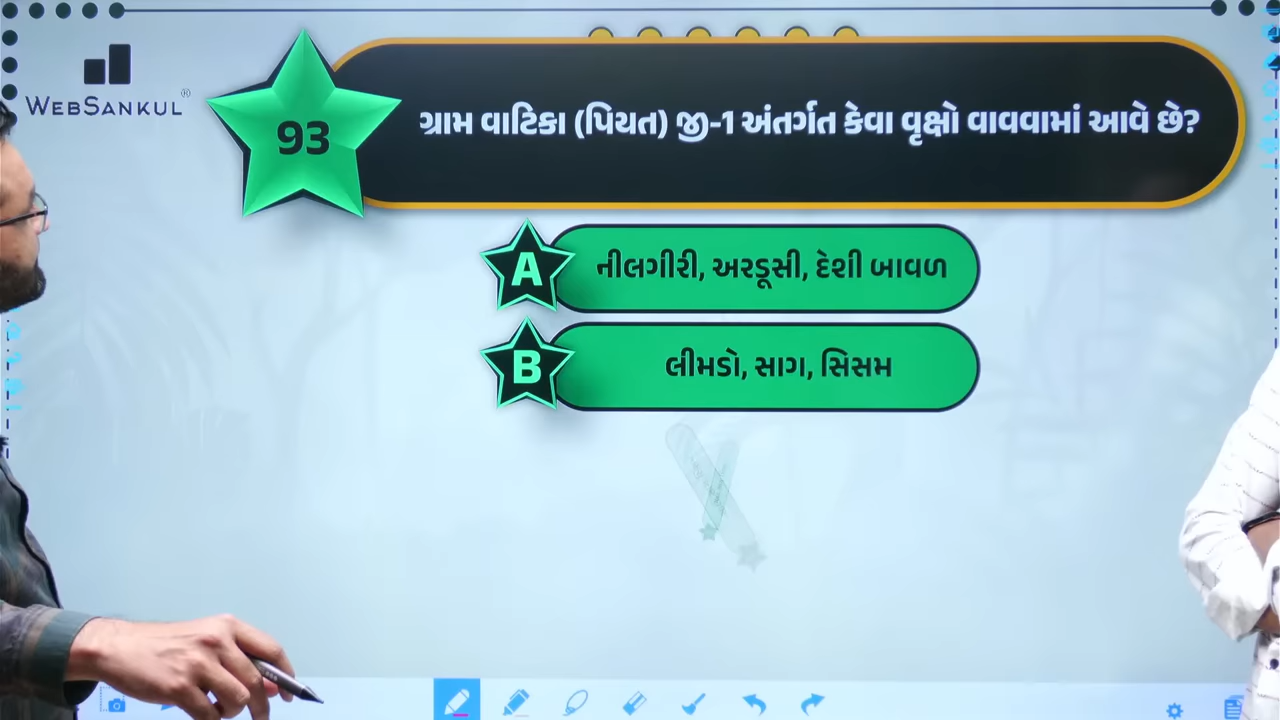 WEBSANKUL®
93
ગ્રામ વાટિકા (પિયત) જી-1 અંતર્ગત કેવા વૃક્ષો વાવવામાં આવે છે?
A
નીલગીરી, અરડૂસી, દેશી બાવળ
B
લીમડો, સાગ, સિસમ